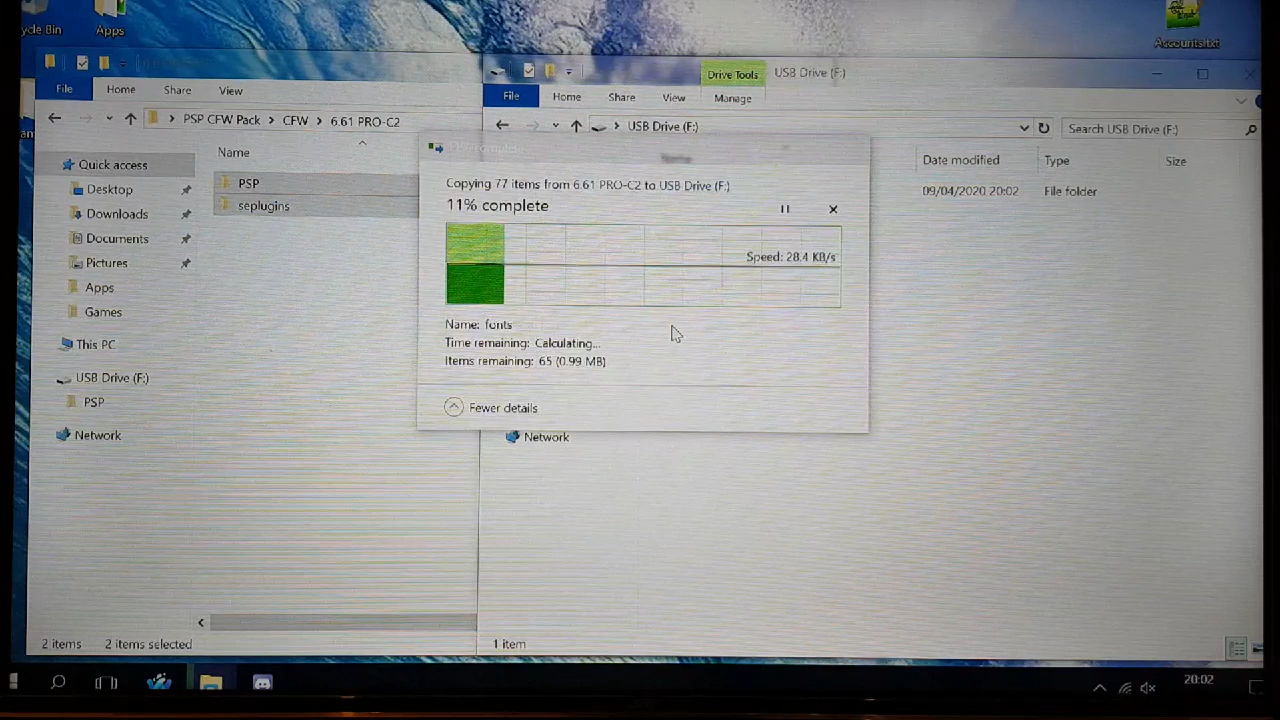 ycle Bin
Apps
Accountstxt
File
Home
Share
View
PSP CFW Pack > CFW > 6.61 PRO-C2
Quick access
Desktop
Downloads
Documents
Pictures
Apps
Games
This PC
USB Drive (F:)
PSP
Network
Name
PSP
seplugins
2 items
2 items selected
Drive Tools
USB Drive (F:)
File
Home
Share
View
Manage
USB Drive (F:)
Search USB Drive (F:)
Date modified
Type
Size
09/04/2020 20:02
File folder
Copying 77 items from 6.61 PRO-C2 to USB Drive (F:)
11% complete
Speed: 28.4 KB/s
Name: fonts
Time remaining: Calculating...
Items remaining: 65 (0.99 MB)
Fewer details
Network
1 item
20:02